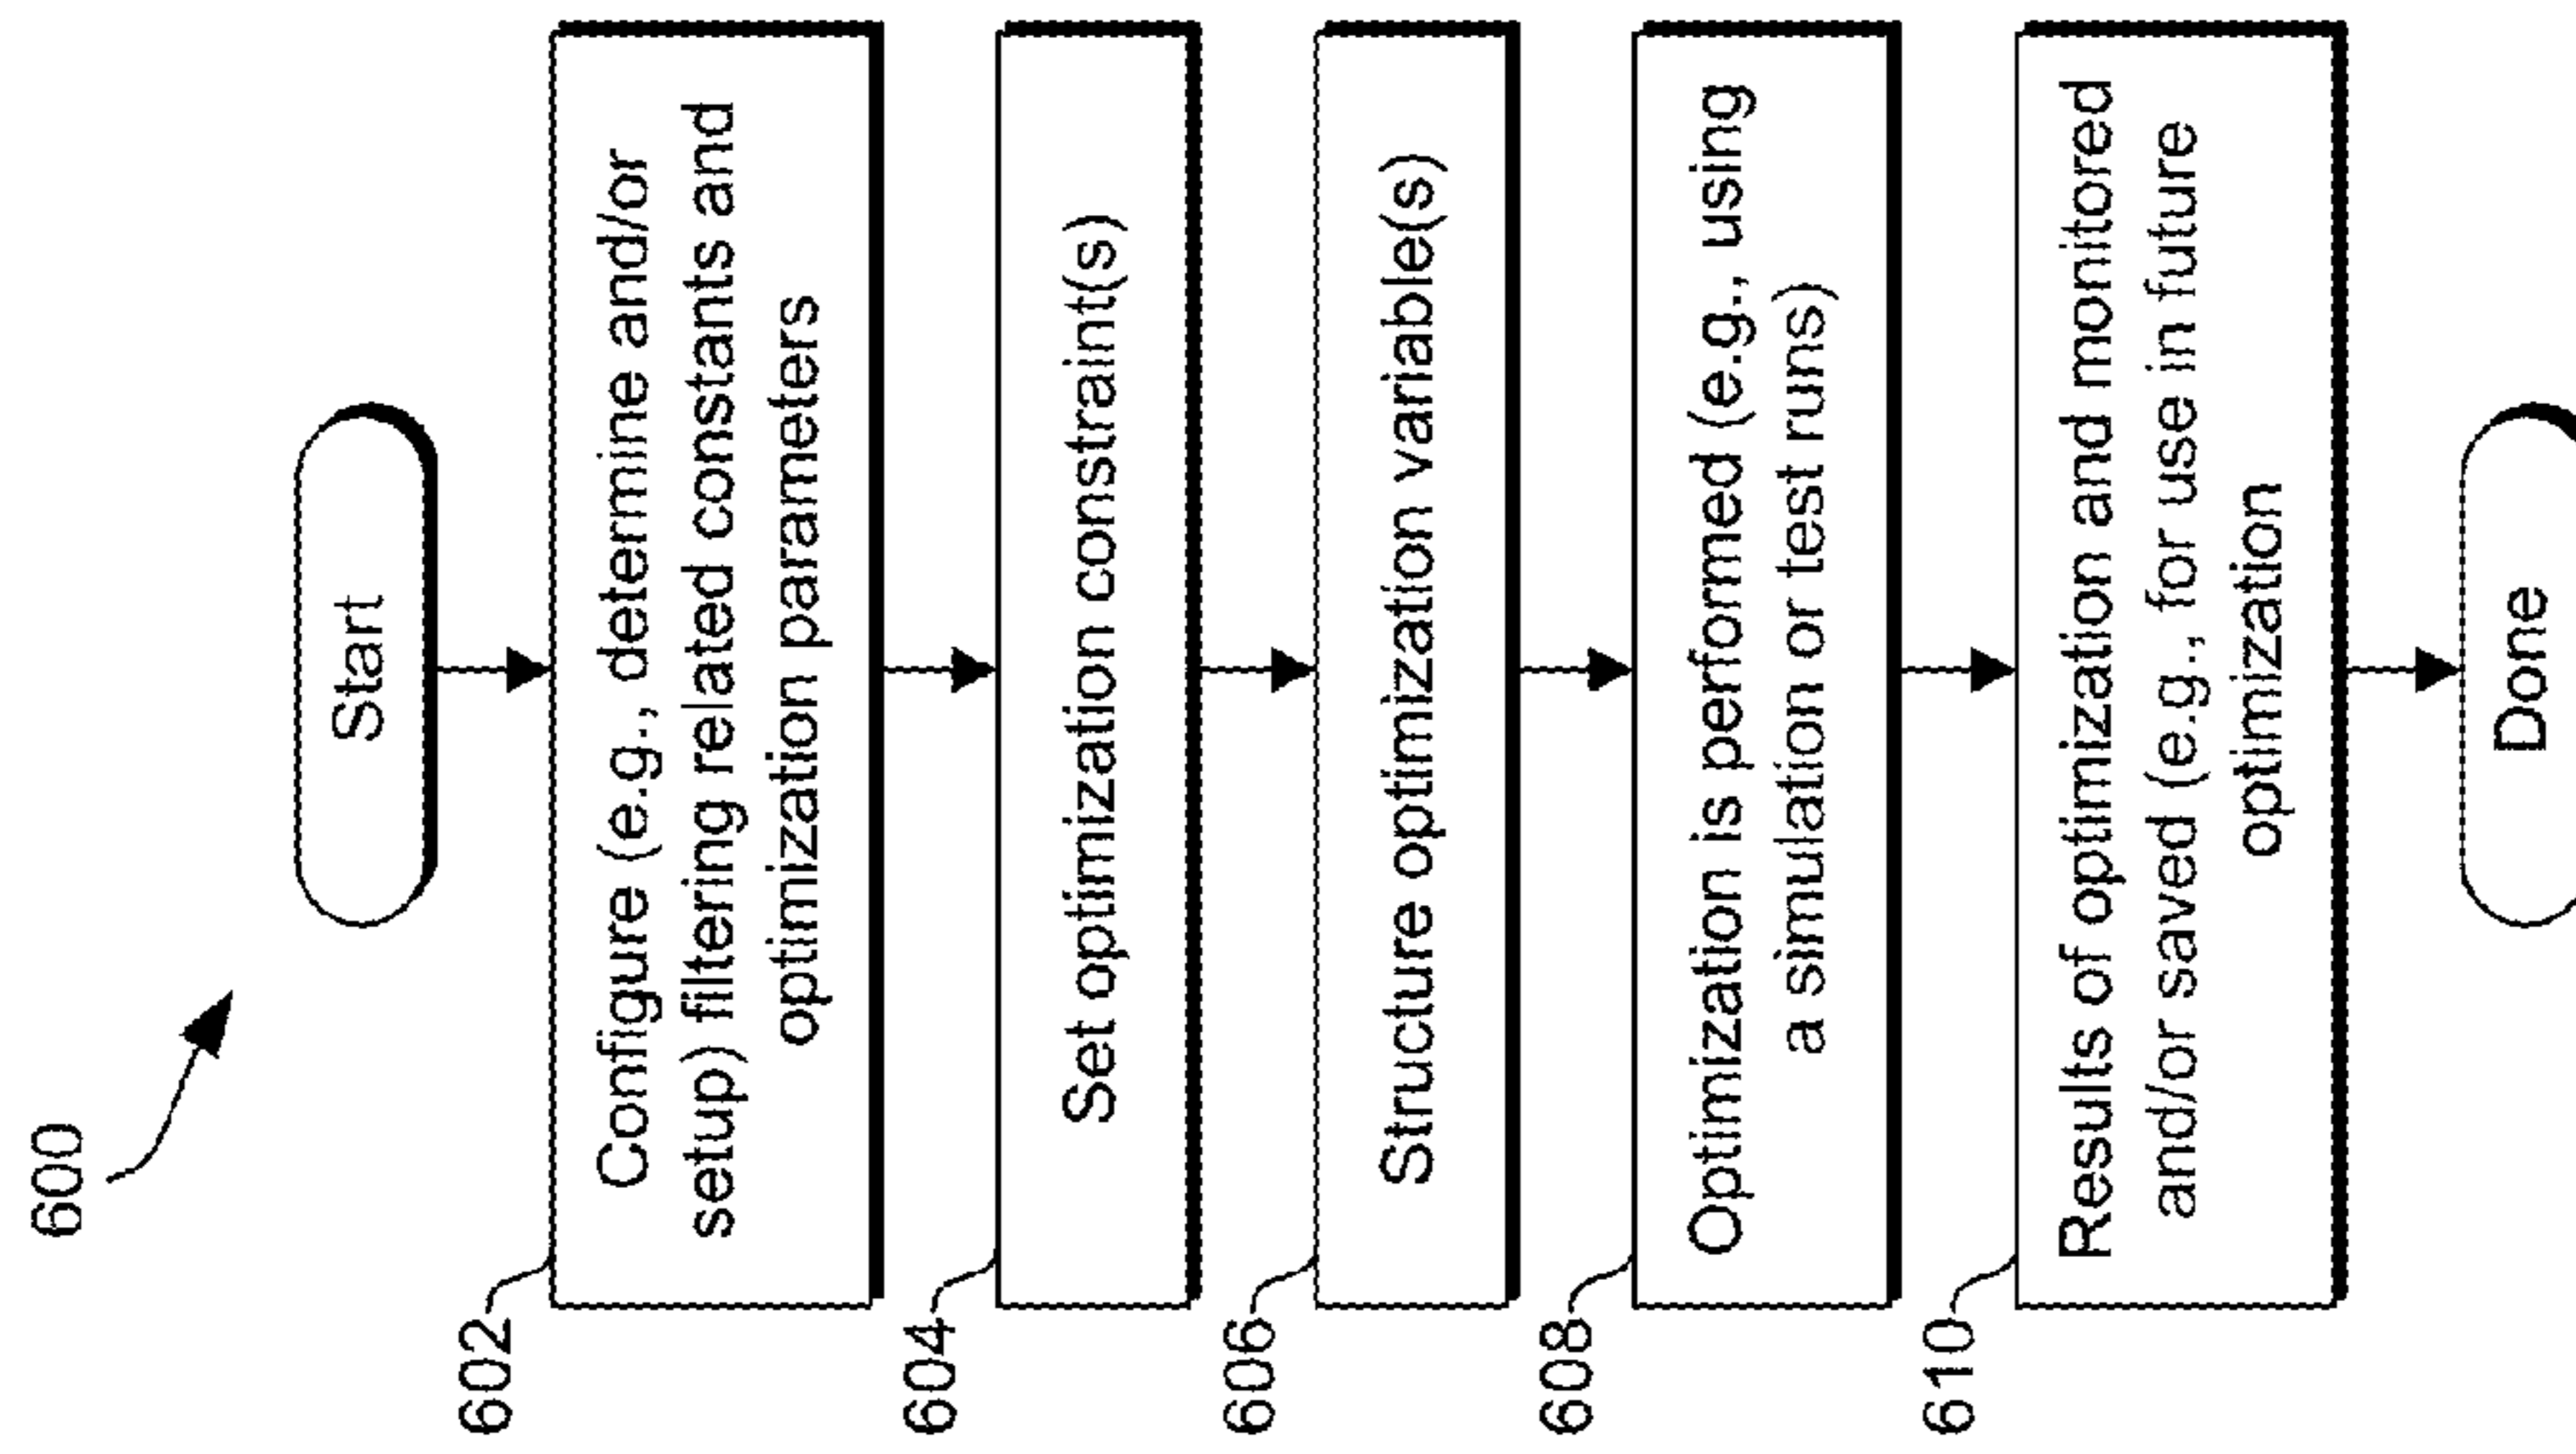 600
Start
602
Configure (e.g., determine and/or
setup) filtering related constants and
optimization parameters
604
Set optimization constraint(s)
606
Structure optimization variable(s)
608
Optimization is performed (e.g., using
a simulation or test runs)
610
Results of optimization and monitored
and/or saved (e.g., for use in future
optimization
Done